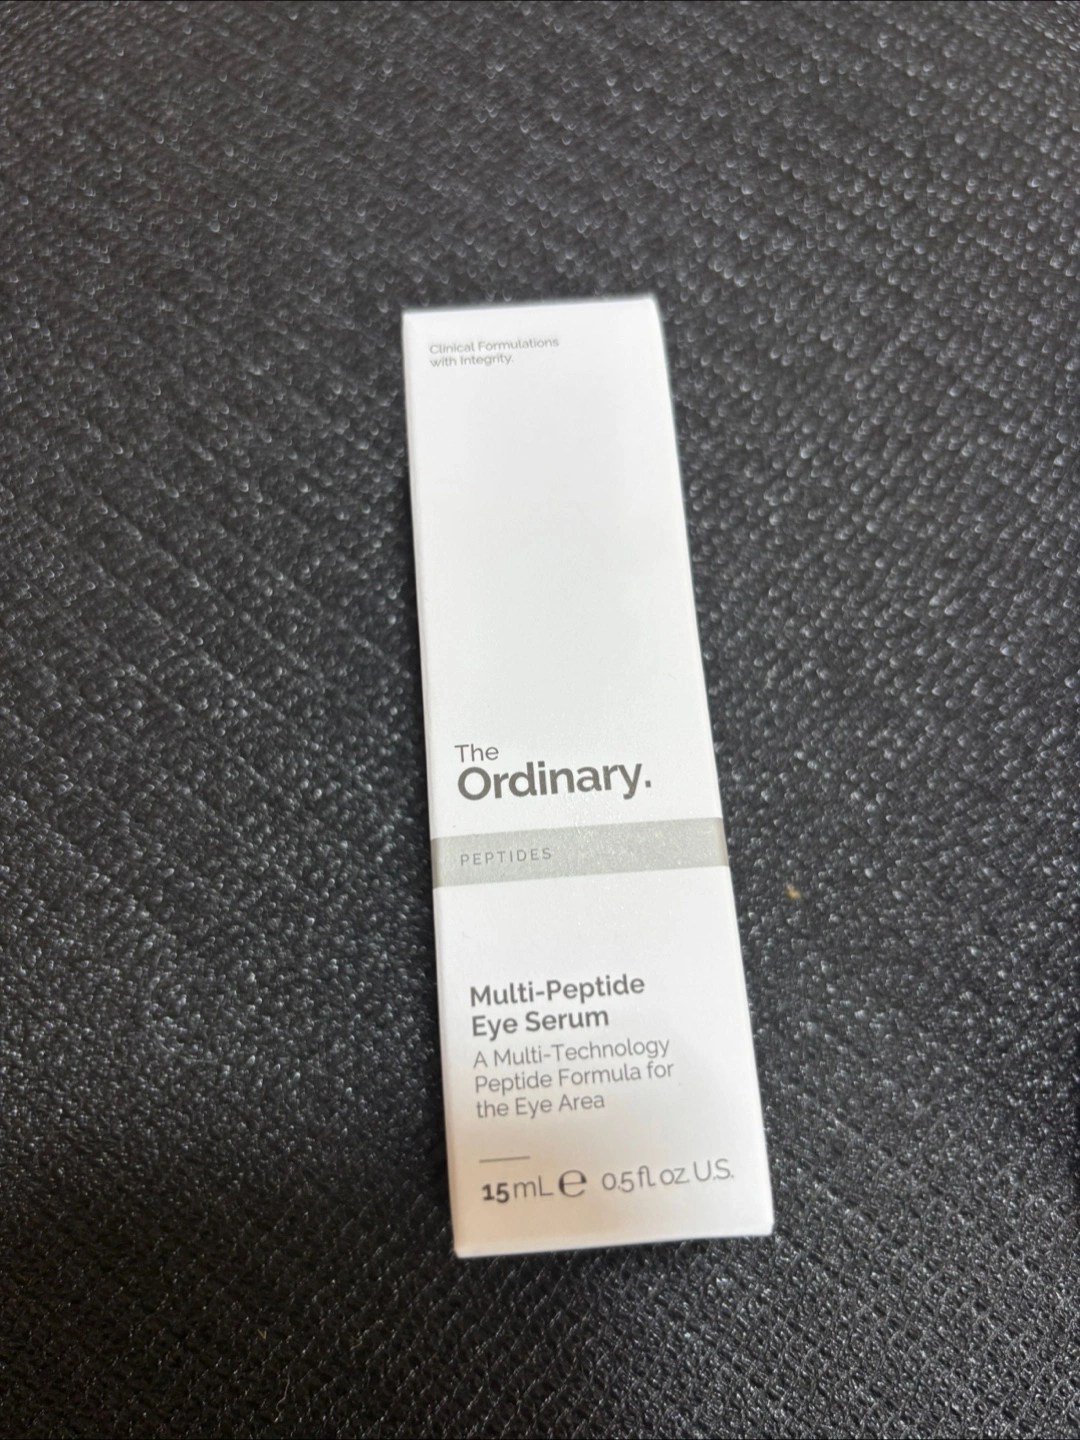 Clinical Formulations
with Integrity.
The
Ordinary.
PEPTIDES
Multi-Peptide
Eye Serum
A Multi-Technology
Peptide Formula for
the Eye Area
15mL ℮ 0.5 fl oz U.S.